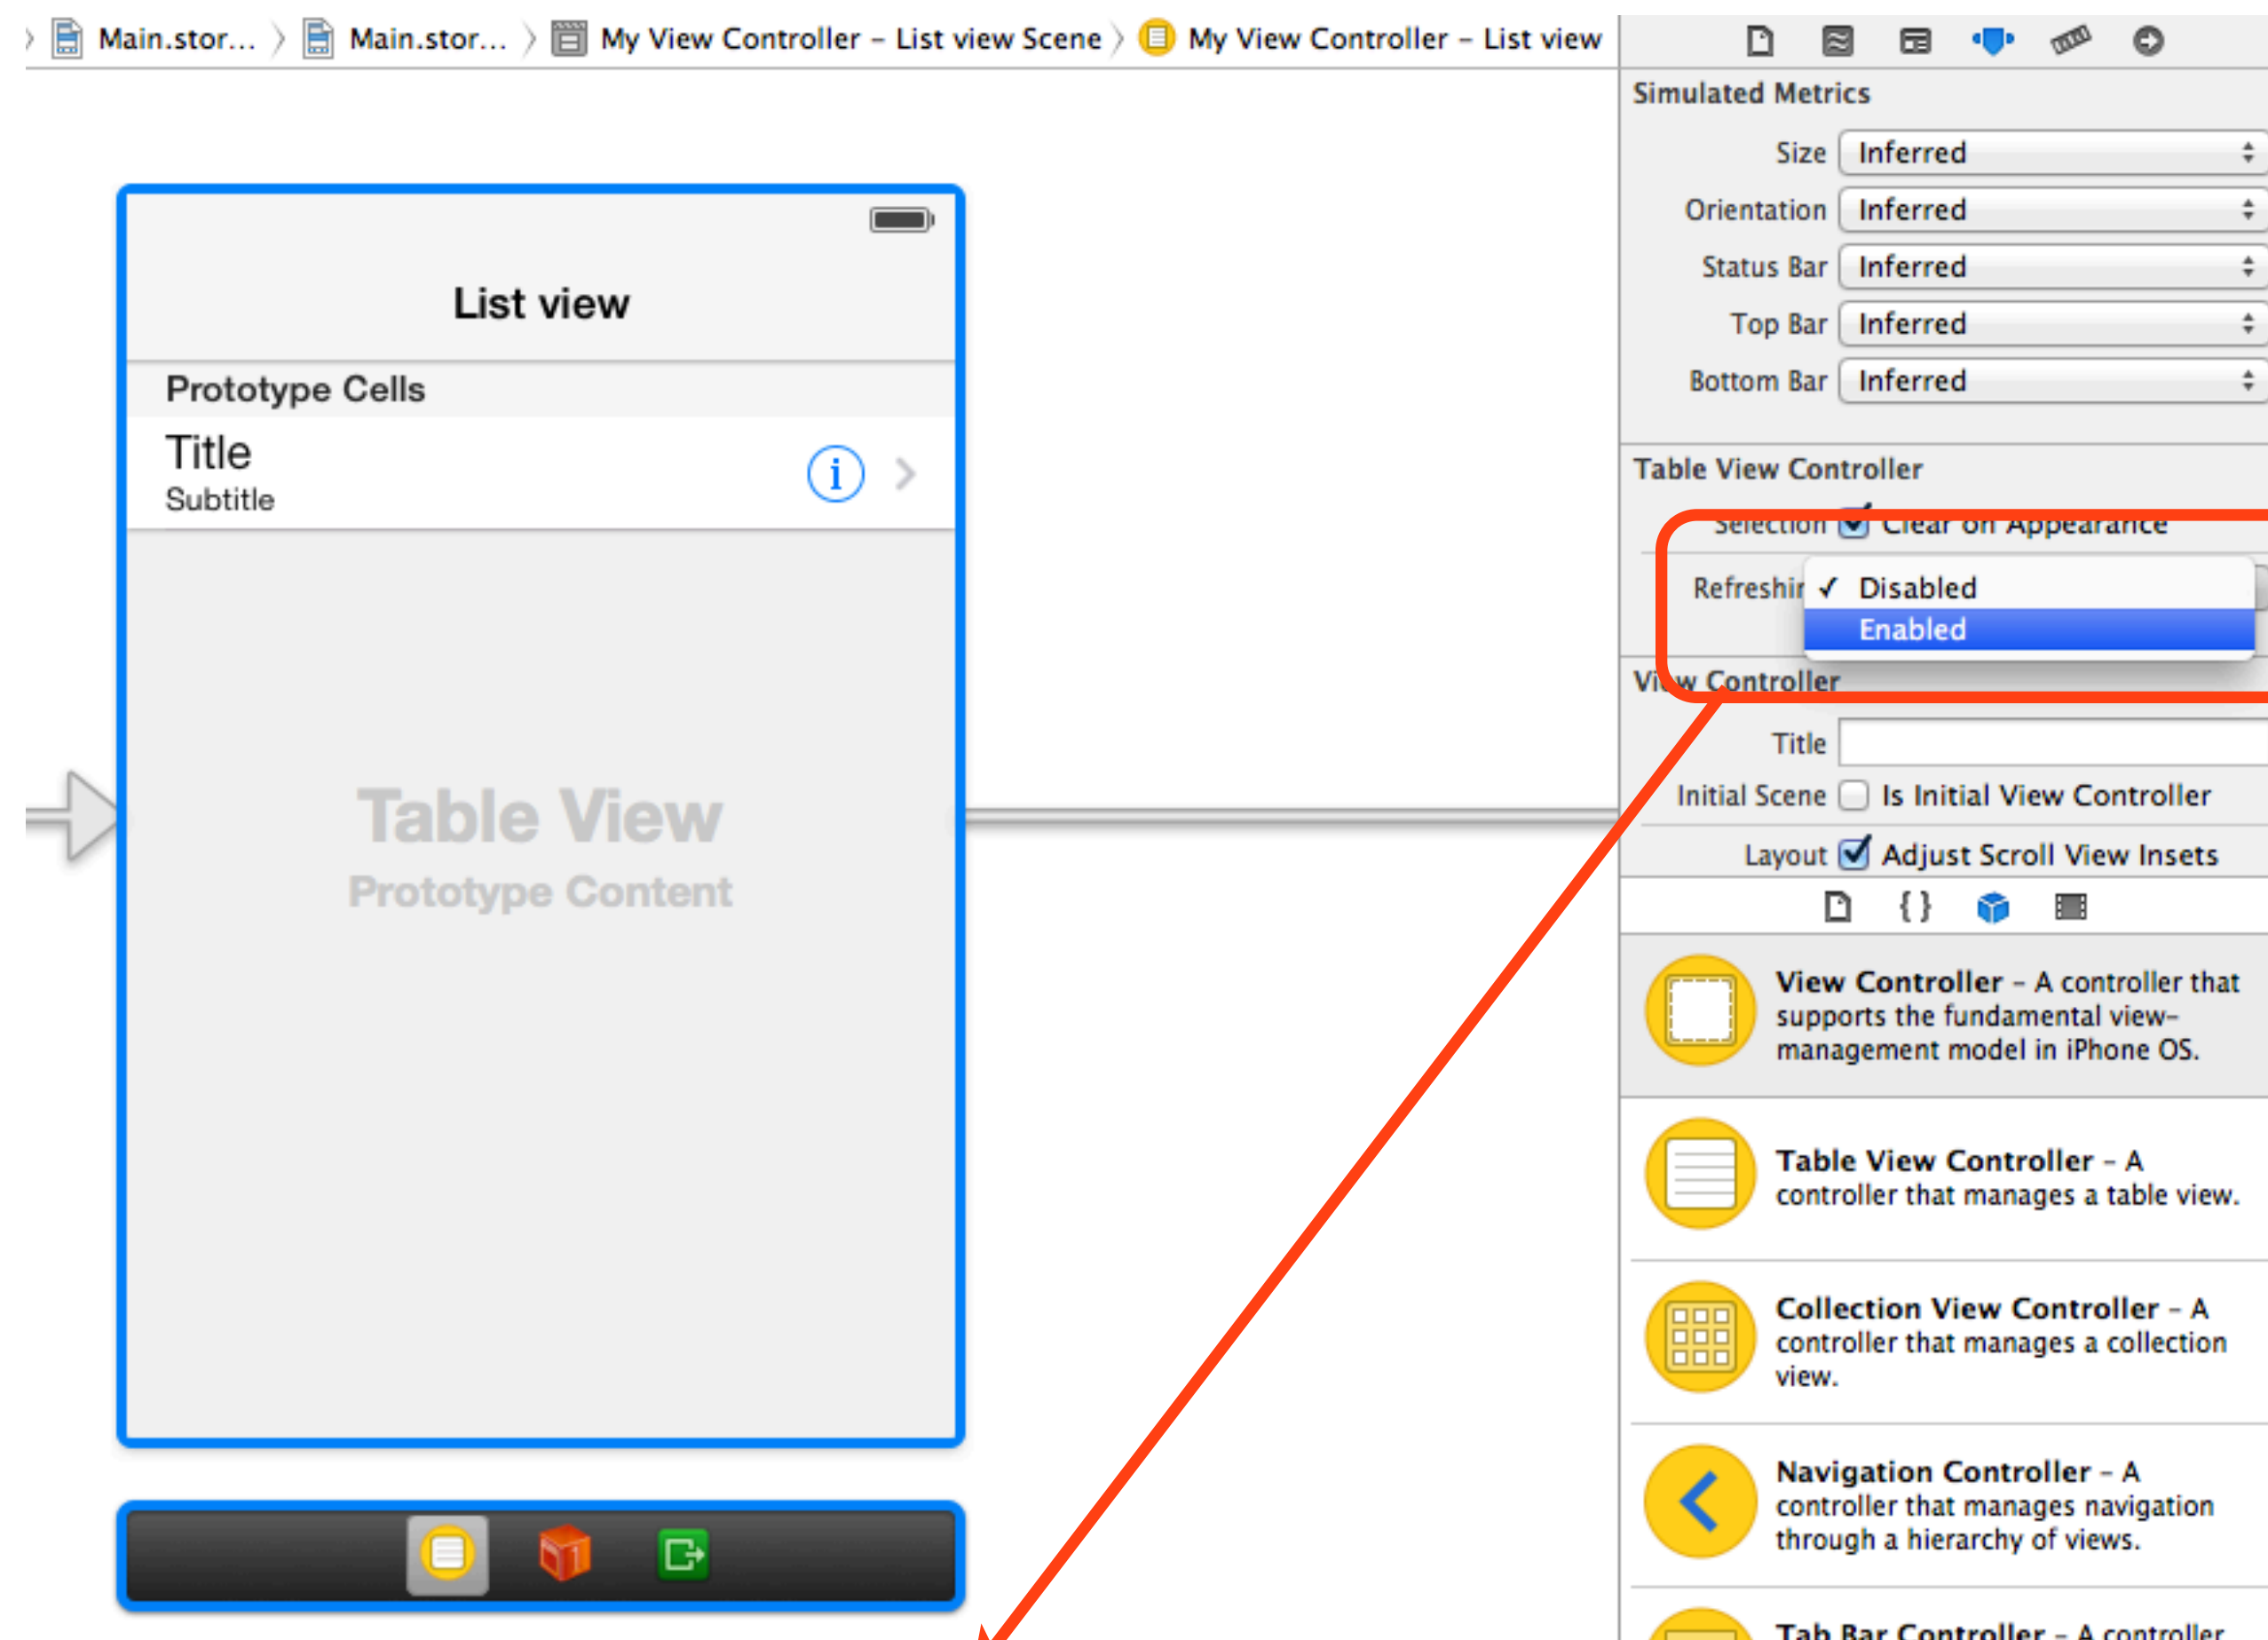 Main.stor... Main.stor... My View Controller – List view Scene My View Controller – List view
List view
Prototype Cells
Title
Subtitle
Table View
Prototype Content
Simulated Metrics
Size Inferred
Orientation Inferred
Status Bar Inferred
Top Bar Inferred
Bottom Bar Inferred
Table View Controller
Selection Clear on Appearance
Refreshin ✓ Disabled
Enabled
View Controller
Title
Initial Scene Is Initial View Controller
Layout Adjust Scroll View Insets
{ }
View Controller – A controller that
supports the fundamental view-
management model in iPhone OS.
Table View Controller – A
controller that manages a table view.
Collection View Controller – A
controller that manages a collection
view.
Navigation Controller – A
controller that manages navigation
through a hierarchy of views.
Tab Bar Controller – A controller